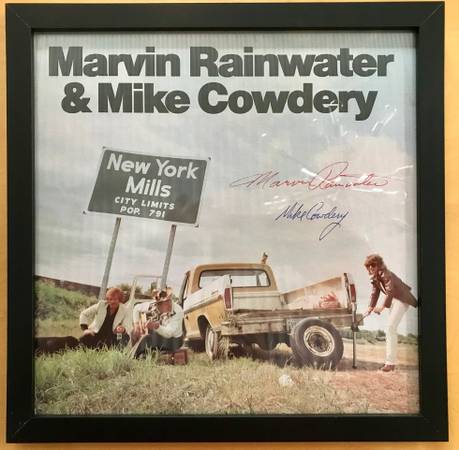 Marvin Rainwater
& Mike Cowdery
New York
Mills
CITY LIMITS
POP. 791
Marvin Rainwater
Mike Cowdery